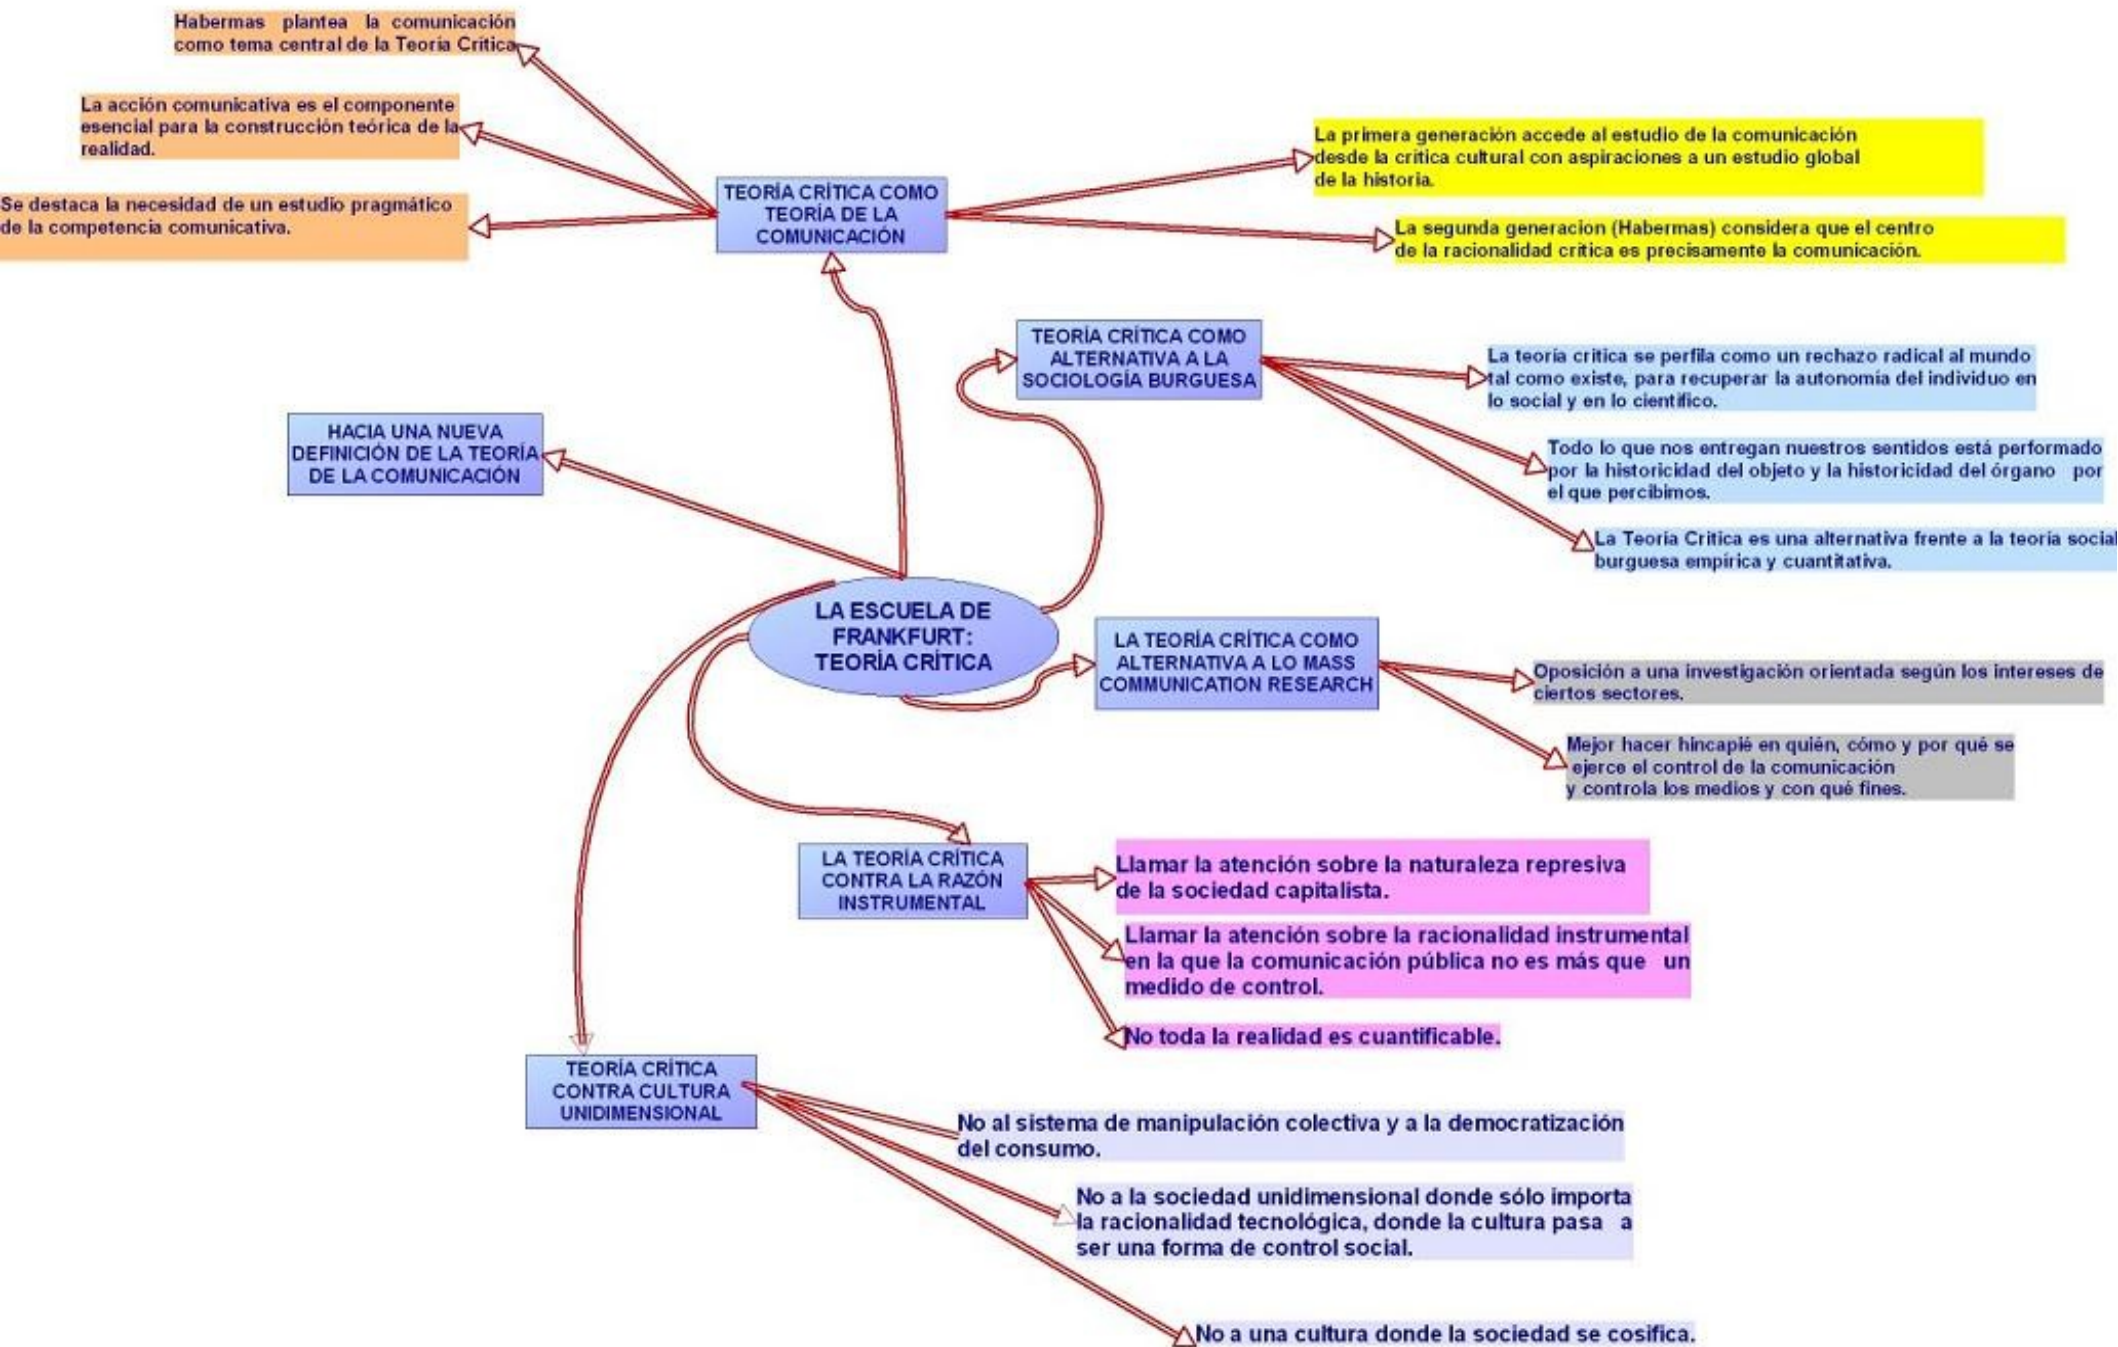 Habermas plantea la comunicación
como tema central de la Teoría Crítica
La acción comunicativa es el componente
esencial para la construcción teórica de la
realidad.
Se destaca la necesidad de un estudio pragmático
de la competencia comunicativa.
TEORÍA CRÍTICA COMO
TEORÍA DE LA
COMUNICACIÓN
La primera generación accede al estudio de la comunicación
desde la crítica cultural con aspiraciones a un estudio global
de la historia.
La segunda generacion (Habermas) considera que el centro
de la racionalidad crítica es precisamente la comunicación.
TEORÍA CRÍTICA COMO
ALTERNATIVA A LA
SOCIOLOGÍA BURGUESA
La teoría crítica se perfila como un rechazo radical al mundo
tal como existe, para recuperar la autonomía del individuo en
lo social y en lo científico.
Todo lo que nos entregan nuestros sentidos está performado
por la historicidad del objeto y la historicidad del órgano por
el que percibimos.
La Teoría Crítica es una alternativa frente a la teoría social
burguesa empírica y cuantitativa.
HACIA UNA NUEVA
DEFINICIÓN DE LA TEORÍA
DE LA COMUNICACIÓN
LA ESCUELA DE
FRANKFURT:
TEORÍA CRÍTICA
LA TEORÍA CRÍTICA COMO
ALTERNATIVA A LO MASS
COMMUNICATION RESEARCH
Oposición a una investigación orientada según los intereses de
ciertos sectores.
Mejor hacer hincapié en quién, cómo y por qué se
ejerce el control de la comunicación
y controla los medios y con qué fines.
LA TEORÍA CRÍTICA
CONTRA LA RAZÓN
INSTRUMENTAL
Llamar la atención sobre la naturaleza represiva
de la sociedad capitalista.
Llamar la atención sobre la racionalidad instrumental
en la que la comunicación pública no es más que un
medido de control.
No toda la realidad es cuantificable.
TEORÍA CRÍTICA
CONTRA CULTURA
UNIDIMENSIONAL
No al sistema de manipulación colectiva y a la democratización
del consumo.
No a la sociedad unidimensional donde sólo importa
la racionalidad tecnológica, donde la cultura pasa a
ser una forma de control social.
No a una cultura donde la sociedad se cosifica.